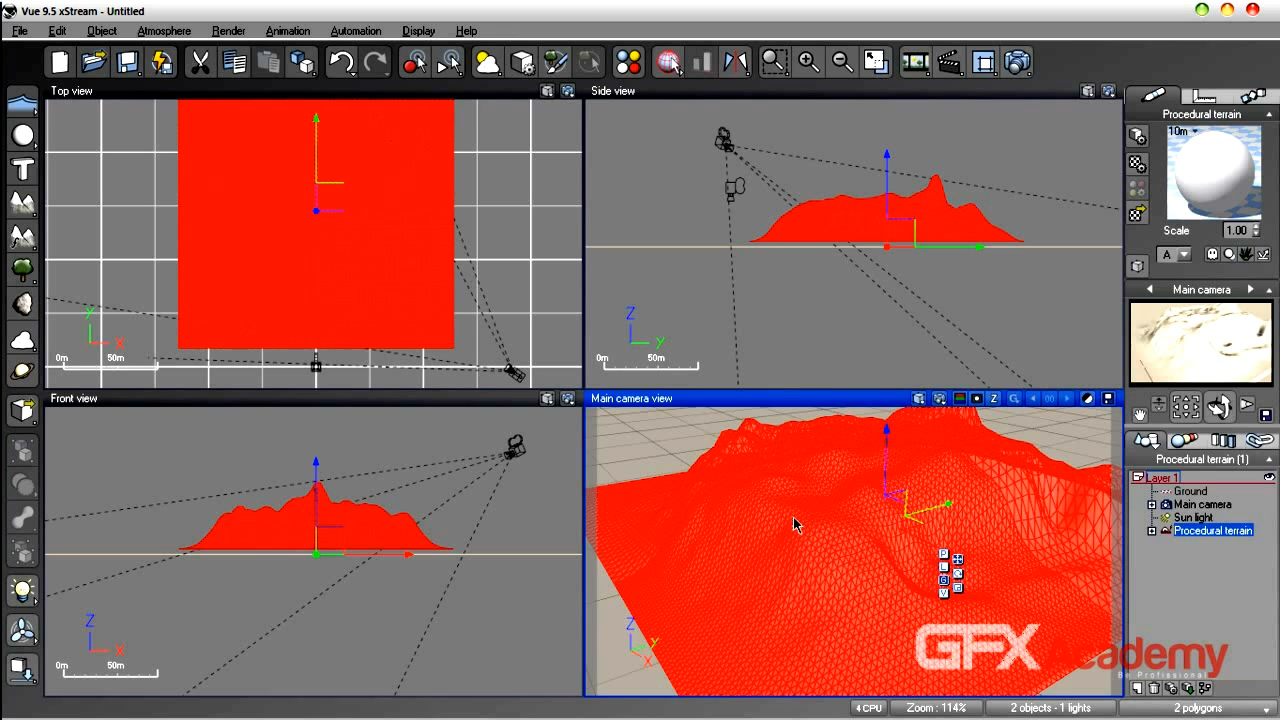 Vue 9.5 xStream - Untitled
File Edit Object Atmosphere Render Animation Automation Display Help
Top view
Side view
Procedural terrain
10m
Scale 1.00
A
Main camera
Y
X
0m 50m
Z
Y
0m 50m
Front view
Main camera view
Z
G
00
Procedural terrain (1)
Layer 1
Ground
Main camera
Sun light
Procedural terrain
P
L
G
V
Z
X
0m 50m
Z
Y
X
GFX Academy
Be Profissional
4 CPU
Zoom : 114%
2 objects - 1 lights
2 polygons